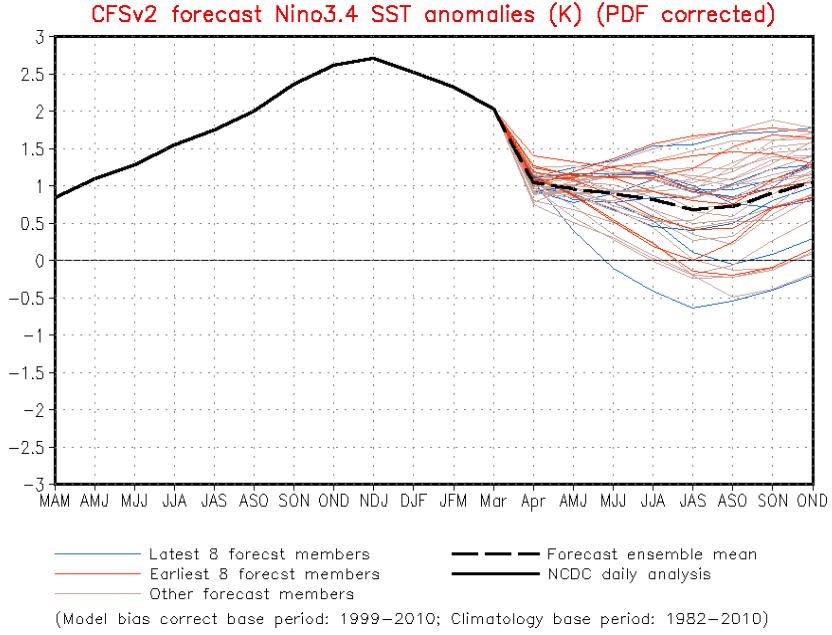 CFSv2 forecast Nino3.4 SST anomalies (K) (PDF corrected)
3
2.5
2
1.5
1
0.5
0
−0.5
−1
−1.5
−2
−2.5
−3
MAM AMJ MJJ JJA JAS ASO SON OND NDJ DJF JFM Mar Apr AMJ MJJ JJA JAS ASO SON OND
Latest 8 forecst members
Earliest 8 forecst members
Other forecast members
Forecast ensemble mean
NCDC daily analysis
(Model bias correct base period: 1999−2010; Climatology base period: 1982−2010)